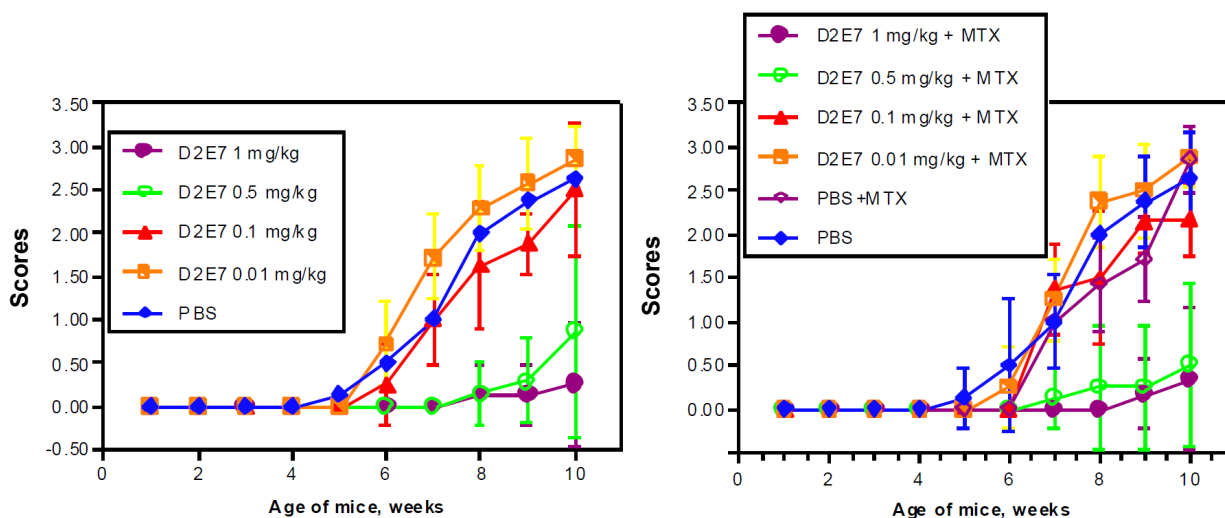 D2E7 1 mg/kg + MTX
D2E7 0.5 mg/kg + MTX
D2E7 0.1 mg/kg + MTX
D2E7 0.01 mg/kg + MTX
PBS +MTX
PBS
D2E7 1 mg/kg
D2E7 0.5 mg/kg
D2E7 0.1 mg/kg
D2E7 0.01 mg/kg
PBS
Scores
3.50
3.00
2.50
2.00
1.50
1.00
0.50
0.00
-0.50
0 2 4 6 8 10
Age of mice, weeks
Scores
3.50
3.00
2.50
2.00
1.50
1.00
0.50
0.00
0 2 4 6 8 10
Age of mice, weeks